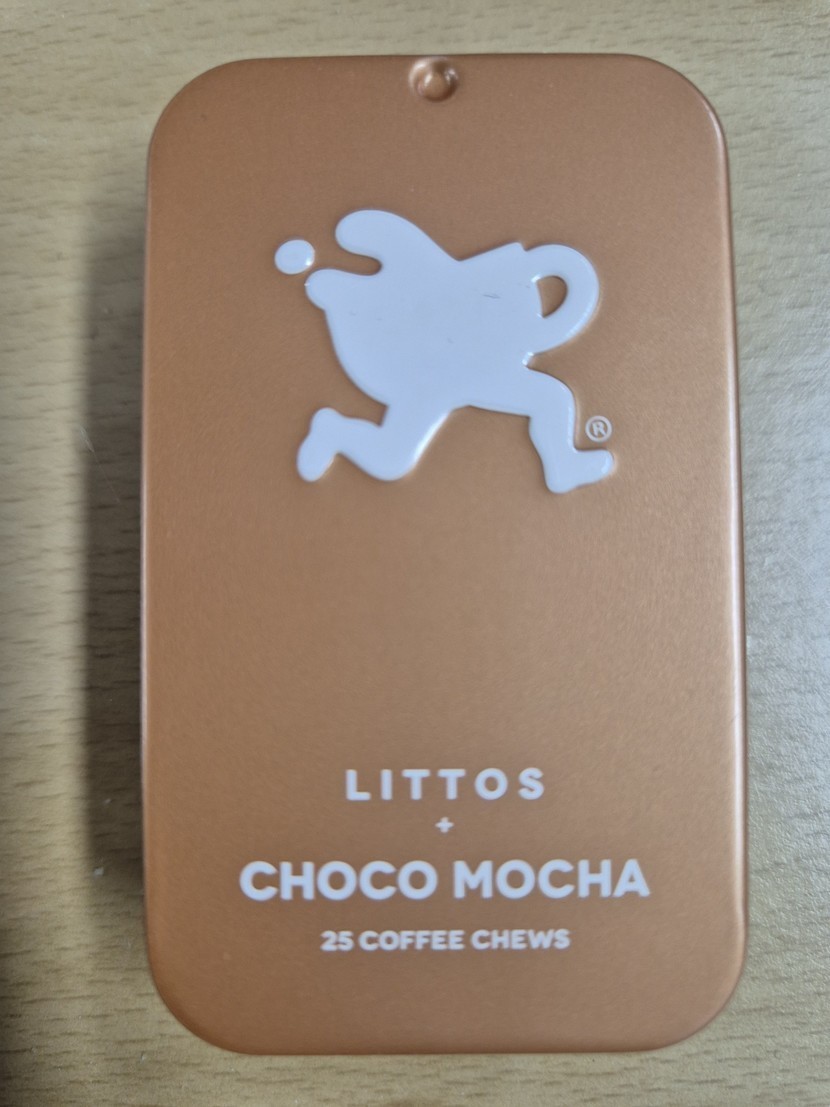 ®
LITTOS
+
CHOCO MOCHA
25 COFFEE CHEWS